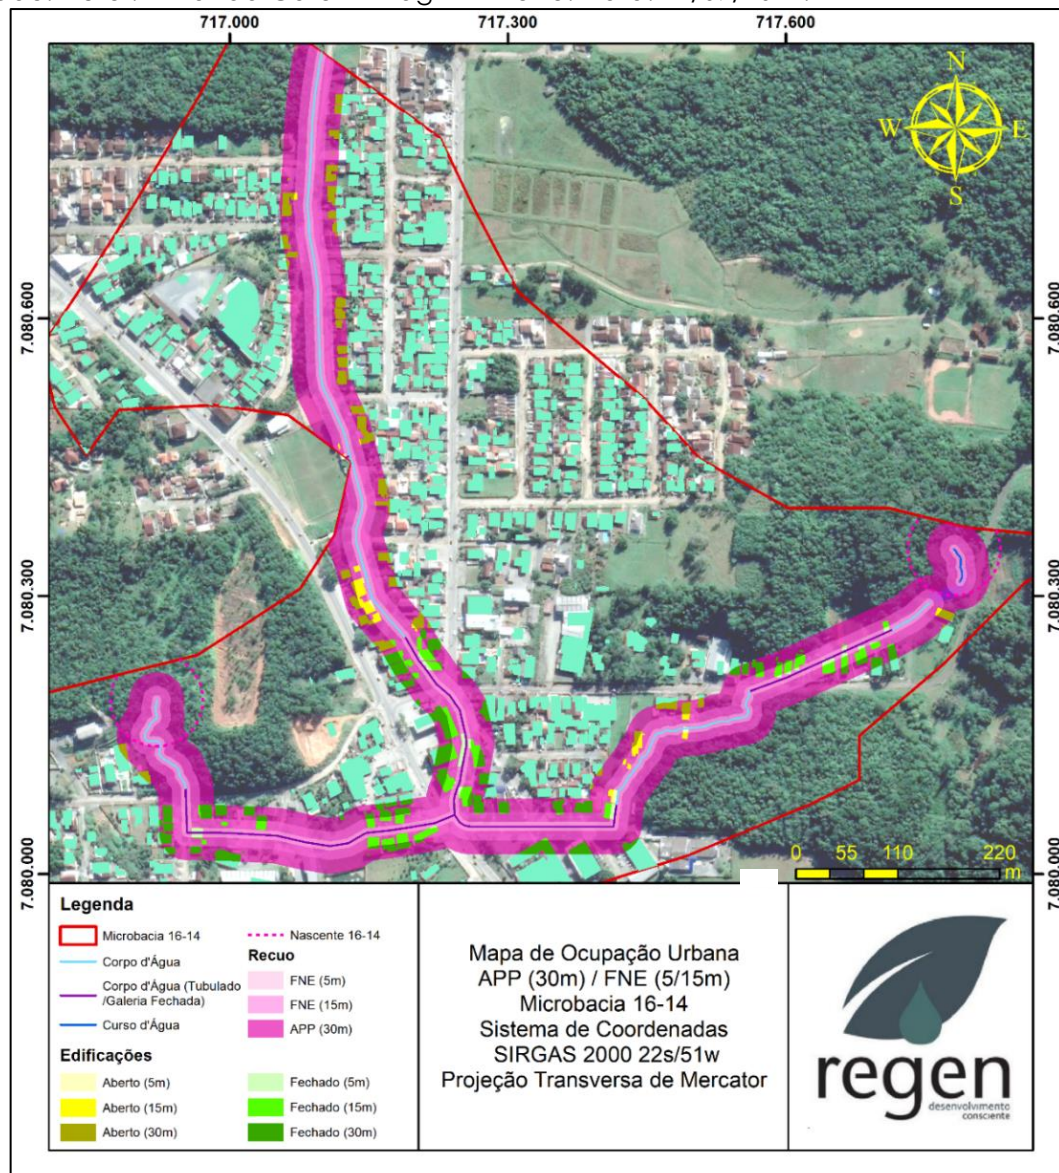 717.000
717.300
717.600
N
W
E
S
7.080.600
7.080.600
7.080.300
7.080.300
7.080.000
7.080.000
0 55 110 220
m
Legenda
Microbacia 16-14
Corpo d'Água
Corpo d'Água (Tubulado
/Galeria Fechada)
Curso d'Água
Nascente 16-14
Recuo
FNE (5m)
FNE (15m)
APP (30m)
Edificações
Aberto (5m)
Aberto (15m)
Aberto (30m)
Fechado (5m)
Fechado (15m)
Fechado (30m)
Mapa de Ocupação Urbana
APP (30m) / FNE (5/15m)
Microbacia 16-14
Sistema de Coordenadas
SIRGAS 2000 22s/51w
Projeção Transversa de Mercator
regen
desenvolvimento
consciente